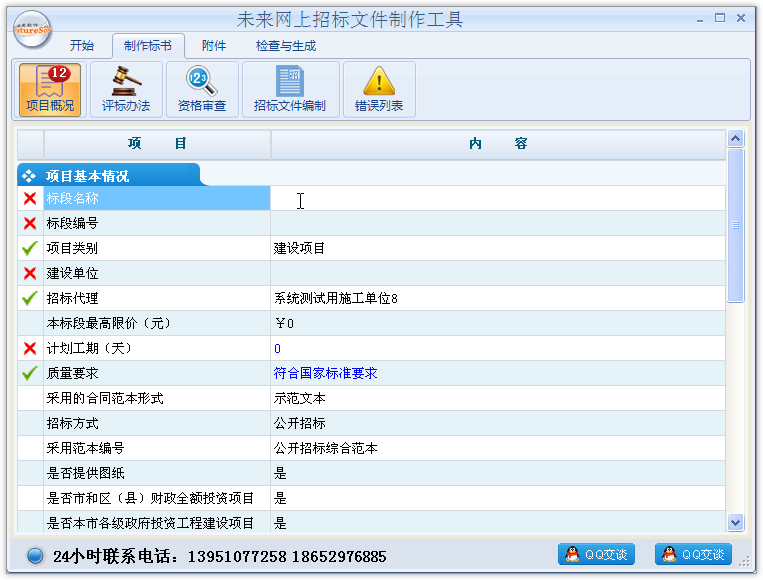 未来网上招标文件制作工具
未来软件
tureSo
开始 制作标书 附件 检查与生成
12 123
项目概况 评标办法 资格审查 招标文件编制 错误列表
项 目 内 容
项目基本情况
标段名称
标段编号
项目类别 建设项目
建设单位
招标代理 系统测试用施工单位8
本标段最高限价（元） ￥0
计划工期（天） 0
质量要求 符合国家标准要求
采用的合同范本形式 示范文本
招标方式 公开招标
采用范本编号 公开招标综合范本
是否提供图纸 是
是否市和区（县）财政全额投资项目 是
是否本市各级政府投资工程建设项目 是
24小时联系电话：13951077258 18652976885 QQ交谈 QQ交谈